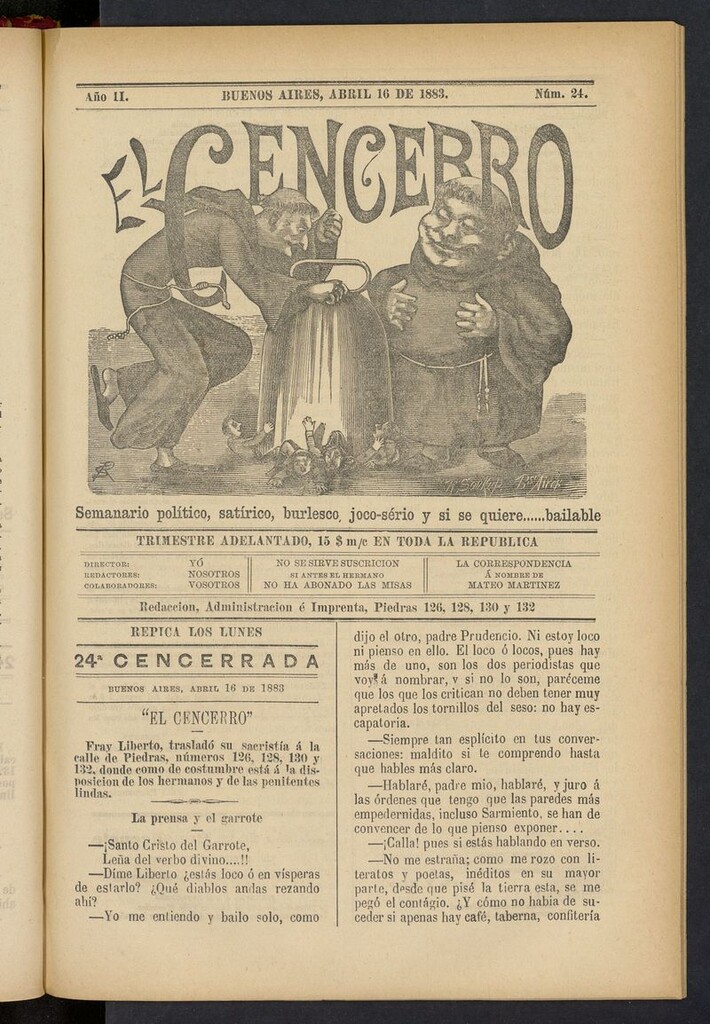 Año II.
BUENOS AIRES, ABRIL 16 DE 1883.
Núm. 24.
EL CENCERRO
Bs Aires
Semanario político, satírico, burlesco, joco-sério y si se quiere......bailable
TRIMESTRE ADELANTADO, 15 $ m/c EN TODA LA REPUBLICA
DIRECTOR: YÓ
REDACTORES: NOSOTROS
COLABORADORES: VOSOTROS
NO SE SIRVE SUSCRICION
SI ANTES EL HERMANO
NO HA ABONADO LAS MISAS
LA CORRESPONDENCIA
Á NOMBRE DE
MATEO MARTINEZ
Redaccion, Administracion é Imprenta, Piedras 126, 128, 130 y 132
REPICA LOS LUNES
24ª CENCERRADA
BUENOS AIRES, ABRIL 16 DE 1883
"EL CENCERRO"
Fray Liberto, trasladó su sacristía á la
calle de Piedras, números 126, 128, 130 y
132, donde como de costumbre está á la dis-
posicion de los hermanos y de las penitentes
lindas.
La prensa y el garrote
—¡Santo Cristo del Garrote,
Leña del verbo divino....!!
—Dime Liberto ¿estás loco ó en vísperas
de estarlo? ¿Qué diablos andas rezando
ahi?
—Yo me entiendo y bailo solo, como
dijo el otro, padre Prudencio. Ni estoy loco
ni pienso en ello. El loco ó locos, pues hay
más de uno, son los dos periodistas que
voy á nombrar, y si no lo son, paréceme
que los que los critican no deben tener muy
apretados los tornillos del seso: no hay es-
capatoria.
—Siempre tan esplícito en tus conver-
saciones: maldito si te comprendo hasta
que hables más claro.
—Hablaré, padre mio, hablaré, y juro á
las órdenes que tengo que las paredes más
empedernidas, incluso Sarmiento, se han de
convencer de lo que pienso exponer....
—¡Calla! pues si estás hablando en verso.
—No me estraña; como me rozo con li-
teratos y poetas, inéditos en su mayor
parte, desde que pisé la tierra esta, se me
pegó el contágio. ¿Y cómo no habia de su-
ceder si apenas hay café, taberna, confitería